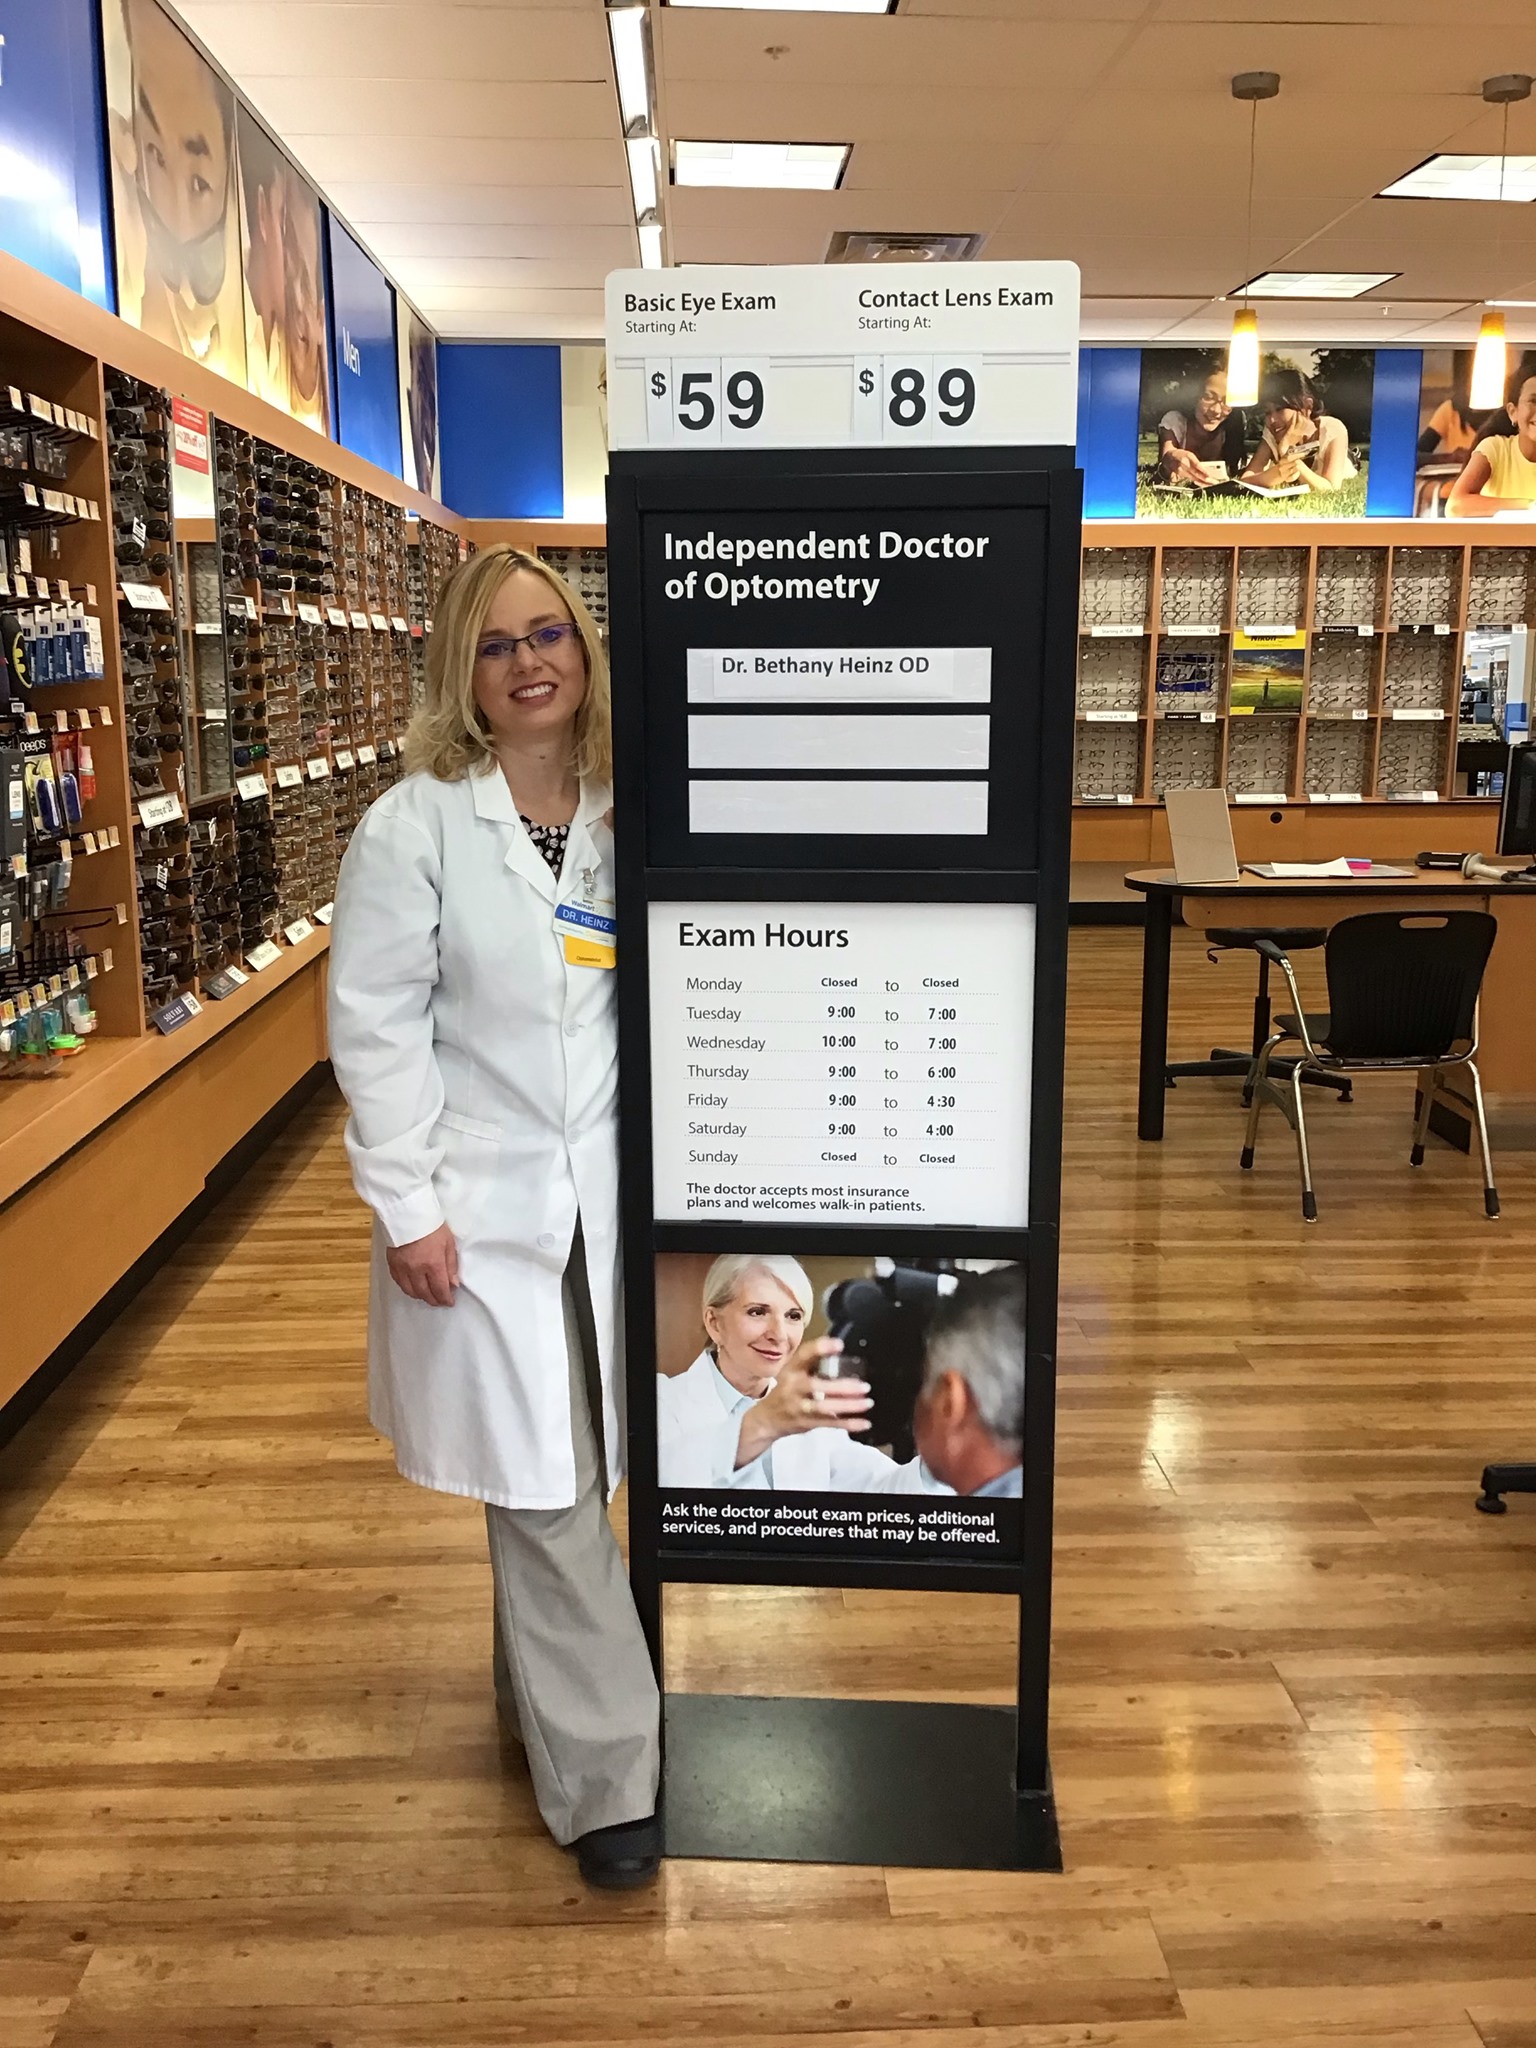 Basic Eye Exam
Starting At:
$59
Contact Lens Exam
Starting At:
$89
Independent Doctor
of Optometry
Dr. Bethany Heinz OD
Exam Hours
Monday Closed to Closed
Tuesday 9:00 to 7:00
Wednesday 10:00 to 7:00
Thursday 9:00 to 6:00
Friday 9:00 to 4:30
Saturday 9:00 to 4:00
Sunday Closed to Closed
The doctor accepts most insurance
plans and welcomes walk-in patients.
Ask the doctor about exam prices, additional
services, and procedures that may be offered.
Walmart
DR. HEINZ
Men